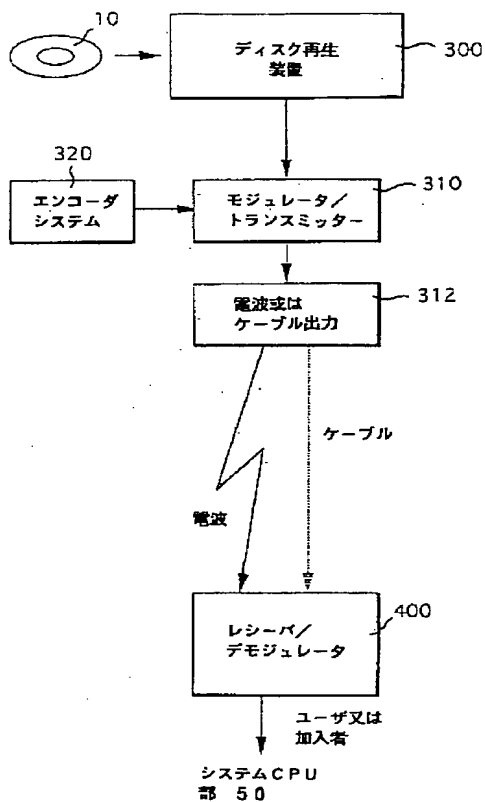 10
ディスク再生
装置
300
320
エンコーダ
システム
モジュレータ/
トランスミッター
310
電波或は
ケーブル出力
312
ケーブル
電波
400
レシーバ/
デモジュレータ
ユーザ又は
加入者
システムCPU
部 50